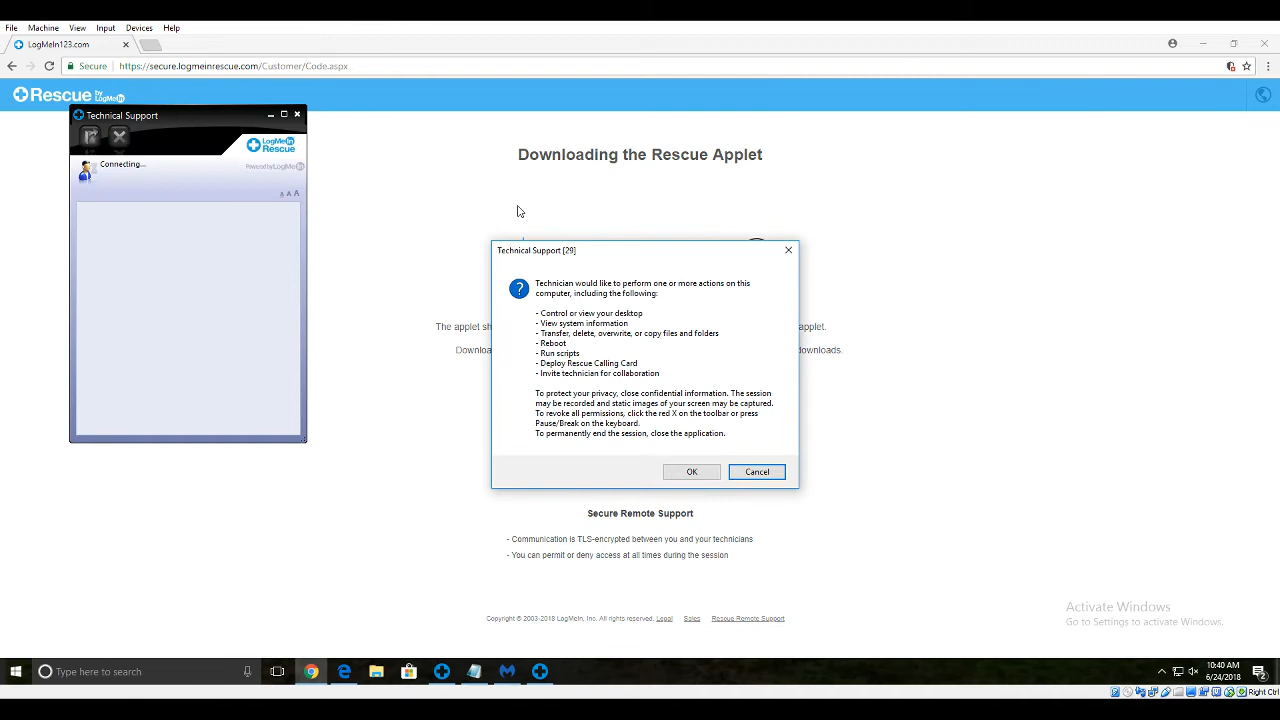 File Machine View Input Devices Help
LogMeIn123.com
Secure https://secure.logmeinrescue.com/Customer/Code.aspx
Rescue by LogMeIn
Technical Support
LogMeIn Rescue
Connecting...
Powered by LogMeIn
A A A
Downloading the Rescue Applet
The applet sh
applet.
Downloa
downloads.
Technical Support [29]
Technician would like to perform one or more actions on this
computer, including the following:
- Control or view your desktop
- View system information
- Transfer, delete, overwrite, or copy files and folders
- Reboot
- Run scripts
- Deploy Rescue Calling Card
- Invite technician for collaboration
To protect your privacy, close confidential information. The session
may be recorded and static images of your screen may be captured.
To revoke all permissions, click the red X on the toolbar or press
Pause/Break on the keyboard.
To permanently end the session, close the application.
OK Cancel
Secure Remote Support
- Communication is TLS-encrypted between you and your technicians
- You can permit or deny access at all times during the session
Copyright © 2003-2018 LogMeIn, Inc. All rights reserved. Legal Sales Rescue Remote Support
Activate Windows
Go to Settings to activate Windows.
Type here to search
10:40 AM
6/24/2018
2
Right Ctrl